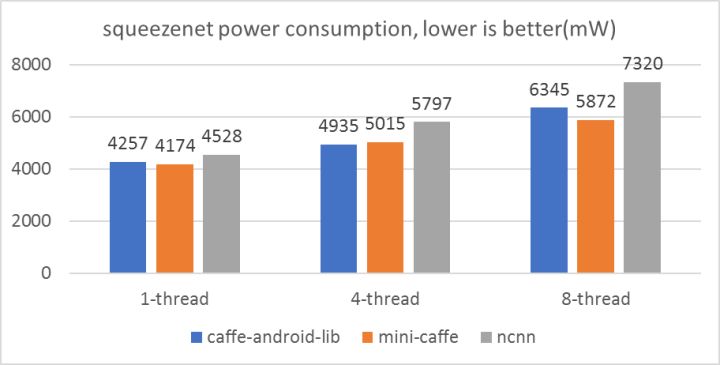 squeezenet power consumption, lower is better(mW)
8000
6000
4000
2000
0
4257 4174 4528
4935 5015 5797
6345 5872 7320
1-thread 4-thread 8-thread
caffe-android-lib mini-caffe ncnn